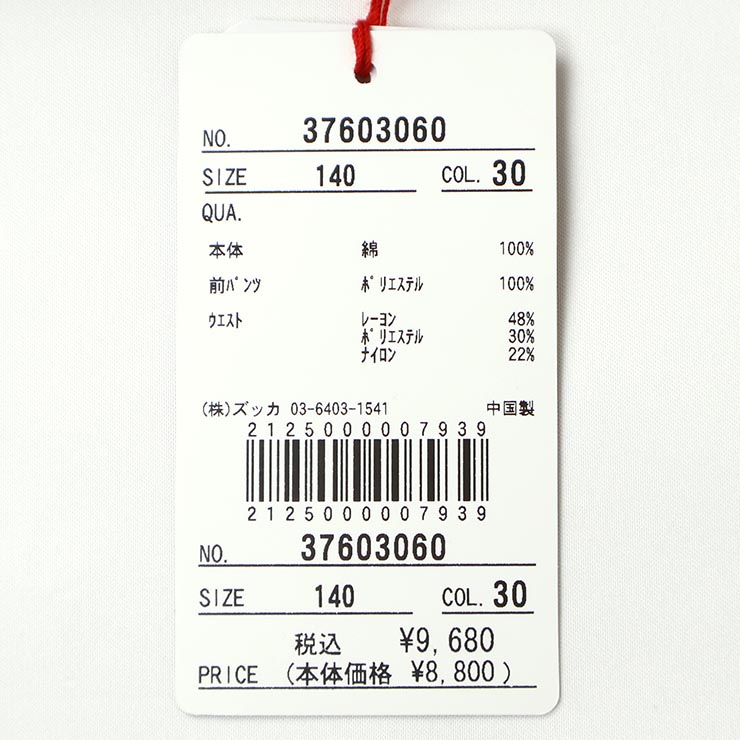 NO. 37603060
SIZE 140 COL. 30
QUA.
本体 綿 100%
前ﾊﾟﾝﾂ ﾎﾟﾘｴｽﾃﾙ 100%
ｳｴｽﾄ ﾚｰﾖﾝ 48%
ﾎﾟﾘｴｽﾃﾙ 30%
ﾅｲﾛﾝ 22%
(株)ズッカ 03-6403-1541 中国製
2125000007939
2125000007939
NO. 37603060
SIZE 140 COL. 30
税込 ¥9,680
PRICE (本体価格 ¥8,800)